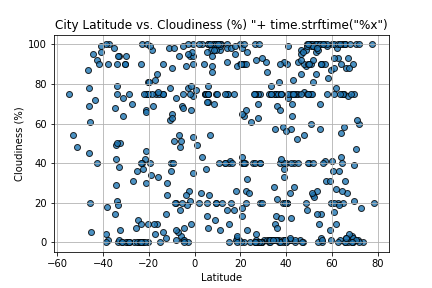 City Latitude vs. Cloudiness (%) "+ time.strftime("%x")
100
80
60
40
20
0
Cloudiness (%)
−60 −40 −20 0 20 40 60 80
Latitude